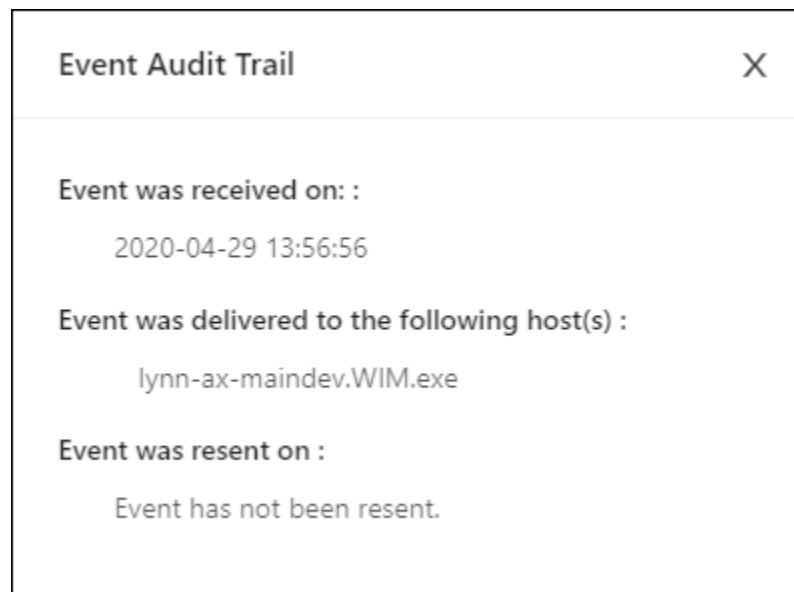 Event Audit Trail X
Event was received on: :
2020-04-29 13:56:56
Event was delivered to the following host(s) :
lynn-ax-maindev.WIM.exe
Event was resent on :
Event has not been resent.